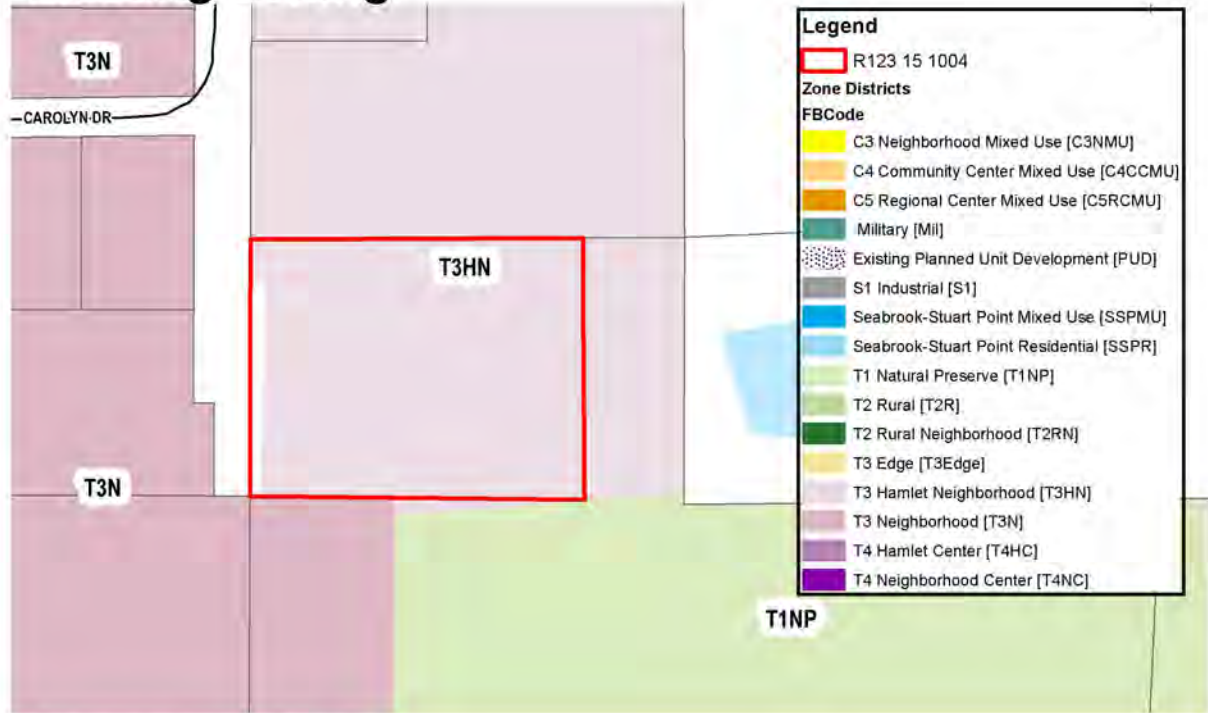 T3N
CAROLYN DR
T3HN
T3N
T1NP
Legend
R123 15 1004
Zone Districts
FBCode
C3 Neighborhood Mixed Use [C3NMU]
C4 Community Center Mixed Use [C4CCMU]
C5 Regional Center Mixed Use [C5RCMU]
Military [Mil]
Existing Planned Unit Development [PUD]
S1 Industrial [S1]
Seabrook-Stuart Point Mixed Use [SSPMU]
Seabrook-Stuart Point Residential [SSPR]
T1 Natural Preserve [T1NP]
T2 Rural [T2R]
T2 Rural Neighborhood [T2RN]
T3 Edge [T3Edge]
T3 Hamlet Neighborhood [T3HN]
T3 Neighborhood [T3N]
T4 Hamlet Center [T4HC]
T4 Neighborhood Center [T4NC]